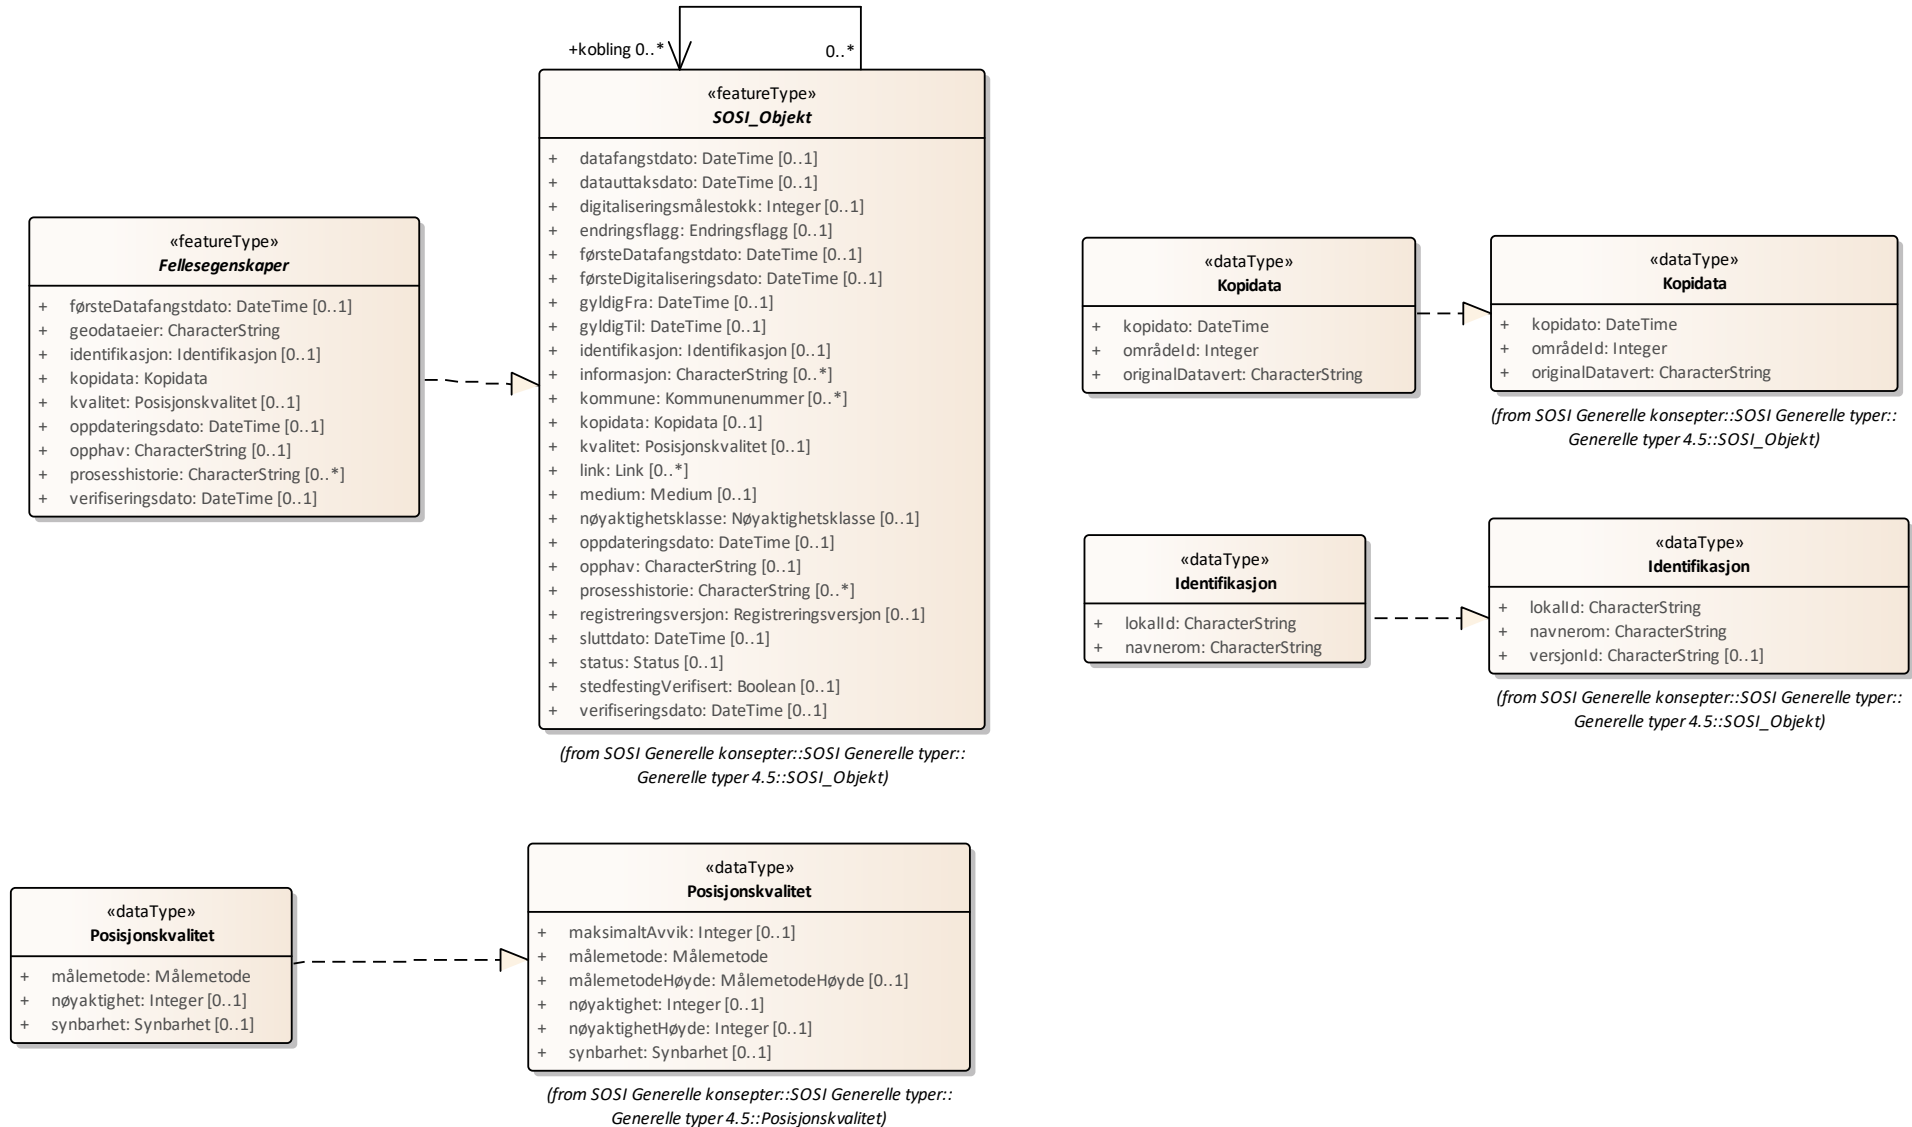 +kobling 0..*
0..*
«featureType»
SOSI_Objekt
+ datafangstdato: DateTime [0..1]
+ datauttaksdato: DateTime [0..1]
+ digitaliseringsmålestokk: Integer [0..1]
+ endringsflagg: Endringsflagg [0..1]
+ førsteDatafangstdato: DateTime [0..1]
+ førsteDigitaliseringsdato: DateTime [0..1]
+ gyldigFra: DateTime [0..1]
+ gyldigTil: DateTime [0..1]
+ identifikasjon: Identifikasjon [0..1]
+ informasjon: CharacterString [0..*]
+ kommune: Kommunenummer [0..*]
+ kopidata: Kopidata [0..1]
+ kvalitet: Posisjonskvalitet [0..1]
+ link: Link [0..*]
+ medium: Medium [0..1]
+ nøyaktighetsklasse: Nøyaktighetsklasse [0..1]
+ oppdateringsdato: DateTime [0..1]
+ opphav: CharacterString [0..1]
+ prosesshistorie: CharacterString [0..*]
+ registreringsversjon: Registreringsversjon [0..1]
+ sluttdato: DateTime [0..1]
+ status: Status [0..1]
+ stedfestingVerifisert: Boolean [0..1]
+ verifiseringsdato: DateTime [0..1]
(from SOSI Generelle konsepter::SOSI Generelle typer::
Generelle typer 4.5::SOSI_Objekt)
«featureType»
Fellesegenskaper
+ førsteDatafangstdato: DateTime [0..1]
+ geodataeier: CharacterString
+ identifikasjon: Identifikasjon [0..1]
+ kopidata: Kopidata
+ kvalitet: Posisjonskvalitet [0..1]
+ oppdateringsdato: DateTime [0..1]
+ opphav: CharacterString [0..1]
+ prosesshistorie: CharacterString [0..*]
+ verifiseringsdato: DateTime [0..1]
«dataType»
Kopidata
+ kopidato: DateTime
+ områdeId: Integer
+ originalDatavert: CharacterString
«dataType»
Kopidata
+ kopidato: DateTime
+ områdeId: Integer
+ originalDatavert: CharacterString
(from SOSI Generelle konsepter::SOSI Generelle typer::
Generelle typer 4.5::SOSI_Objekt)
«dataType»
Identifikasjon
+ lokalId: CharacterString
+ navnerom: CharacterString
«dataType»
Identifikasjon
+ lokalId: CharacterString
+ navnerom: CharacterString
+ versjonId: CharacterString [0..1]
(from SOSI Generelle konsepter::SOSI Generelle typer::
Generelle typer 4.5::SOSI_Objekt)
«dataType»
Posisjonskvalitet
+ målemetode: Målemetode
+ nøyaktighet: Integer [0..1]
+ synbarhet: Synbarhet [0..1]
«dataType»
Posisjonskvalitet
+ maksimaltAvvik: Integer [0..1]
+ målemetode: Målemetode
+ målemetodeHøyde: MålemetodeHøyde [0..1]
+ nøyaktighet: Integer [0..1]
+ nøyaktighetHøyde: Integer [0..1]
+ synbarhet: Synbarhet [0..1]
(from SOSI Generelle konsepter::SOSI Generelle typer::
Generelle typer 4.5::Posisjonskvalitet)